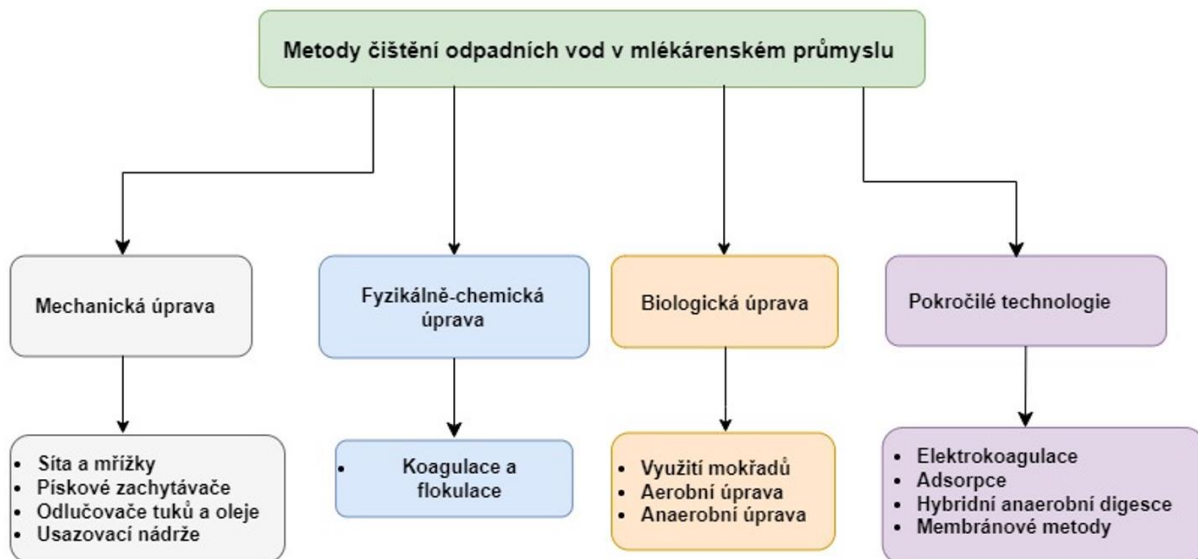 Metody čištění odpadních vod v mlékárenském průmyslu
Mechanická úprava
Fyzikálně-chemická
úprava
Biologická úprava
Pokročilé technologie
• Síta a mřížky
• Pískové zachytávače
• Odlučovače tuků a oleje
• Usazovací nádrže
• Koagulace a
flokulace
• Využití mokřadů
• Aerobní úprava
• Anaerobní úprava
• Elektrokoagulace
• Adsorpce
• Hybridní anaerobní digesce
• Membránové metody